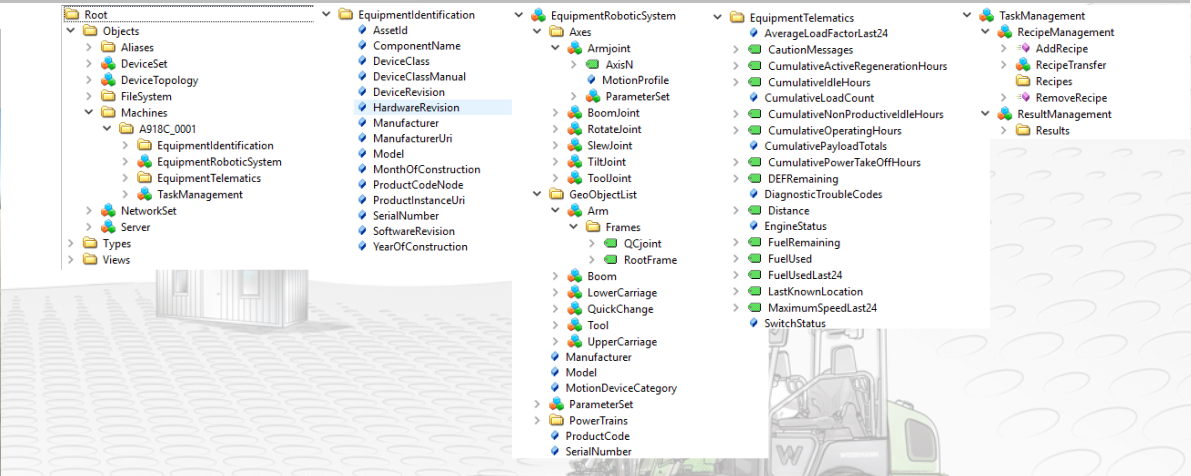 Root
Objects
Aliases
DeviceSet
DeviceTopology
FileSystem
Machines
A918C_0001
EquipmentIdentification
EquipmentRoboticSystem
EquipmentTelematics
TaskManagement
NetworkSet
Server
Types
Views
EquipmentIdentification
AssetId
ComponentName
DeviceClass
DeviceClassManual
DeviceRevision
HardwareRevision
Manufacturer
ManufacturerUri
Model
MonthOfConstruction
ProductCodeNode
ProductInstanceUri
SerialNumber
SoftwareRevision
YearOfConstruction
EquipmentRoboticSystem
Axes
Armjoint
AxisN
MotionProfile
ParameterSet
BoomJoint
RotateJoint
SlewJoint
TiltJoint
ToolJoint
GeoObjectList
Arm
Frames
QCjoint
RootFrame
Boom
LowerCarriage
QuickChange
Tool
UpperCarriage
Manufacturer
Model
MotionDeviceCategory
ParameterSet
PowerTrains
ProductCode
SerialNumber
EquipmentTelematics
AverageLoadFactorLast24
CautionMessages
CumulativeActiveRegenerationHours
CumulativeIdleHours
CumulativeLoadCount
CumulativeNonProductiveIdleHours
CumulativeOperatingHours
CumulativePayloadTotals
CumulativePowerTakeOffHours
DEFRemaining
DiagnosticTroubleCodes
Distance
EngineStatus
FuelRemaining
FuelUsed
FuelUsedLast24
LastKnownLocation
MaximumSpeedLast24
SwitchStatus
TaskManagement
RecipeManagement
AddRecipe
RecipeTransfer
Recipes
RemoveRecipe
ResultManagement
Results
W